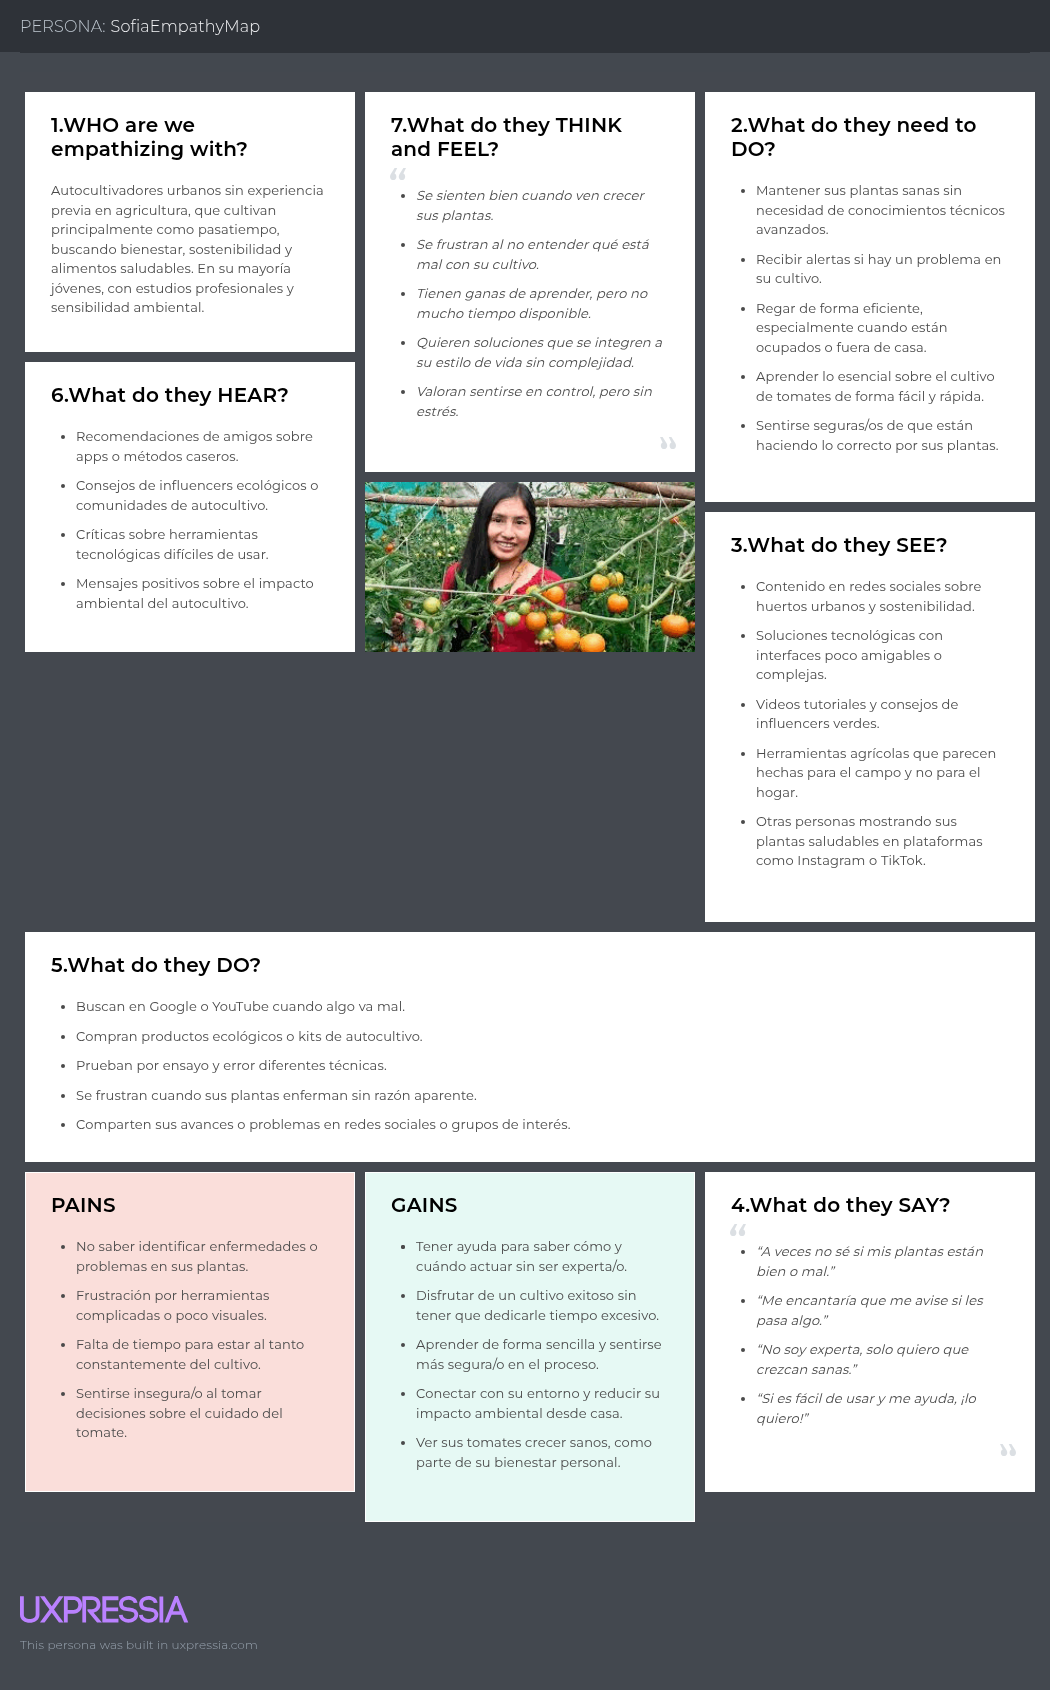 PERSONA: SofiaEmpathyMap
1.WHO are we
empathizing with?
Autocultivadores urbanos sin experiencia
previa en agricultura, que cultivan
principalmente como pasatiempo,
buscando bienestar, sostenibilidad y
alimentos saludables. En su mayoría
jóvenes, con estudios profesionales y
sensibilidad ambiental.
6.What do they HEAR?
• Recomendaciones de amigos sobre
apps o métodos caseros.
• Consejos de influencers ecológicos o
comunidades de autocultivo.
• Críticas sobre herramientas
tecnológicas difíciles de usar.
• Mensajes positivos sobre el impacto
ambiental del autocultivo.
7.What do they THINK
and FEEL?
“
• Se sienten bien cuando ven crecer
sus plantas.
• Se frustran al no entender qué está
mal con su cultivo.
• Tienen ganas de aprender, pero no
mucho tiempo disponible.
• Quieren soluciones que se integren a
su estilo de vida sin complejidad.
• Valoran sentirse en control, pero sin
estrés.
”
2.What do they need to
DO?
• Mantener sus plantas sanas sin
necesidad de conocimientos técnicos
avanzados.
• Recibir alertas si hay un problema en
su cultivo.
• Regar de forma eficiente,
especialmente cuando están
ocupados o fuera de casa.
• Aprender lo esencial sobre el cultivo
de tomates de forma fácil y rápida.
• Sentirse seguras/os de que están
haciendo lo correcto por sus plantas.
3.What do they SEE?
• Contenido en redes sociales sobre
huertos urbanos y sostenibilidad.
• Soluciones tecnológicas con
interfaces poco amigables o
complejas.
• Videos tutoriales y consejos de
influencers verdes.
• Herramientas agrícolas que parecen
hechas para el campo y no para el
hogar.
• Otras personas mostrando sus
plantas saludables en plataformas
como Instagram o TikTok.
5.What do they DO?
• Buscan en Google o YouTube cuando algo va mal.
• Compran productos ecológicos o kits de autocultivo.
• Prueban por ensayo y error diferentes técnicas.
• Se frustran cuando sus plantas enferman sin razón aparente.
• Comparten sus avances o problemas en redes sociales o grupos de interés.
PAINS
• No saber identificar enfermedades o
problemas en sus plantas.
• Frustración por herramientas
complicadas o poco visuales.
• Falta de tiempo para estar al tanto
constantemente del cultivo.
• Sentirse insegura/o al tomar
decisiones sobre el cuidado del
tomate.
GAINS
• Tener ayuda para saber cómo y
cuándo actuar sin ser experta/o.
• Disfrutar de un cultivo exitoso sin
tener que dedicarle tiempo excesivo.
• Aprender de forma sencilla y sentirse
más segura/o en el proceso.
• Conectar con su entorno y reducir su
impacto ambiental desde casa.
• Ver sus tomates crecer sanos, como
parte de su bienestar personal.
4.What do they SAY?
“
• “A veces no sé si mis plantas están
bien o mal.”
• “Me encantaría que me avise si les
pasa algo.”
• “No soy experta, solo quiero que
crezcan sanas.”
• “Si es fácil de usar y me ayuda, ¡lo
quiero!”
”
UXPRESSIA
This persona was built in uxpressia.com